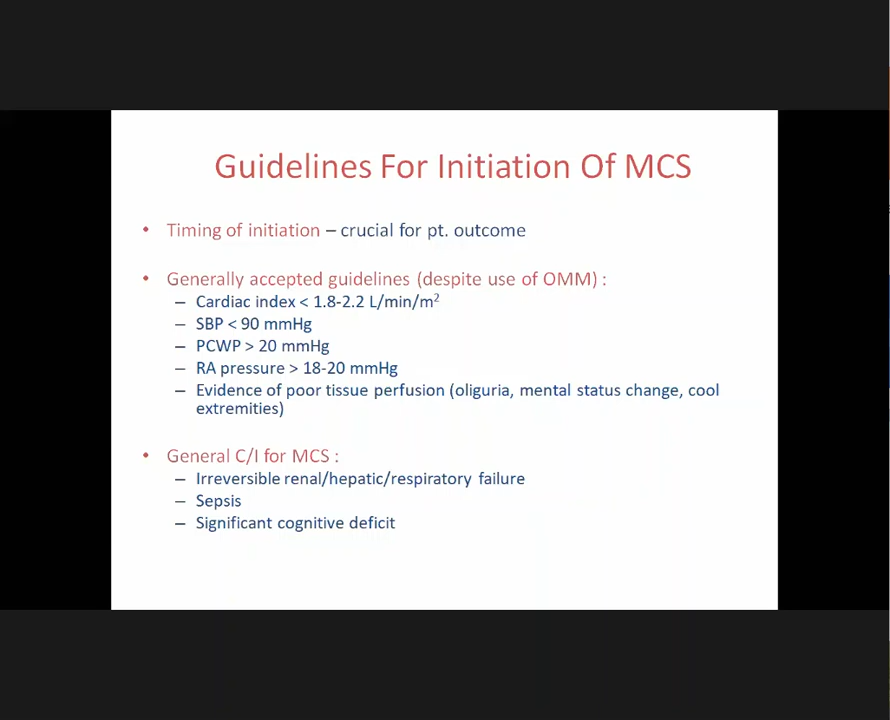 Guidelines For Initiation Of MCS
• Timing of initiation – crucial for pt. outcome
• Generally accepted guidelines (despite use of OMM) :
– Cardiac index < 1.8-2.2 L/min/m²
– SBP < 90 mmHg
– PCWP > 20 mmHg
– RA pressure > 18-20 mmHg
– Evidence of poor tissue perfusion (oliguria, mental status change, cool
extremities)
• General C/I for MCS :
– Irreversible renal/hepatic/respiratory failure
– Sepsis
– Significant cognitive deficit